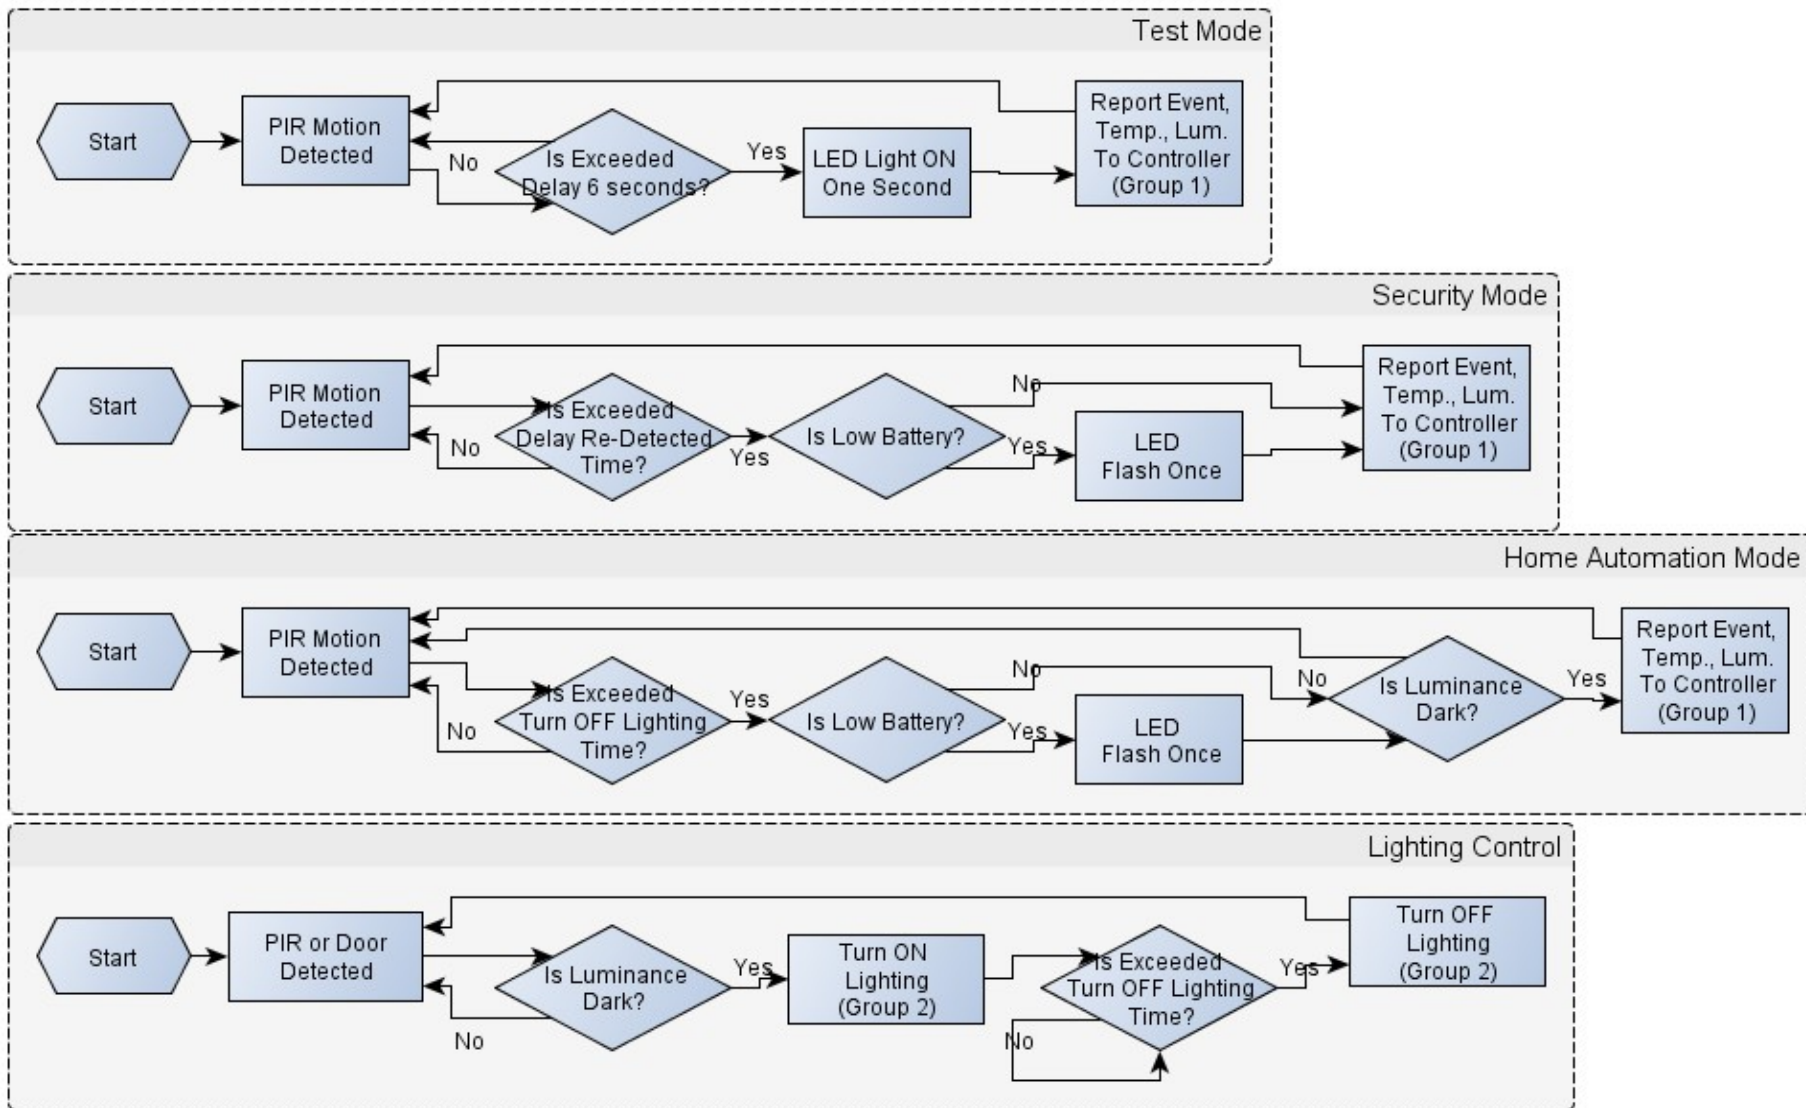 Test Mode
Start
PIR Motion
Detected
No
Is Exceeded
Delay 6 seconds?
Yes
LED Light ON
One Second
Report Event,
Temp., Lum.
To Controller
(Group 1)
Security Mode
Start
PIR Motion
Detected
No
Is Exceeded
Delay Re-Detected
Time?
Yes
Is Low Battery?
No
Yes
LED
Flash Once
Report Event,
Temp., Lum.
To Controller
(Group 1)
Home Automation Mode
Start
PIR Motion
Detected
No
Is Exceeded
Turn OFF Lighting
Time?
Yes
Is Low Battery?
No
Yes
LED
Flash Once
No
Is Luminance
Dark?
Yes
Report Event,
Temp., Lum.
To Controller
(Group 1)
Lighting Control
Start
PIR or Door
Detected
No
Is Luminance
Dark?
Yes
Turn ON
Lighting
(Group 2)
Is Exceeded
Turn OFF Lighting
Time?
No
Yes
Turn OFF
Lighting
(Group 2)